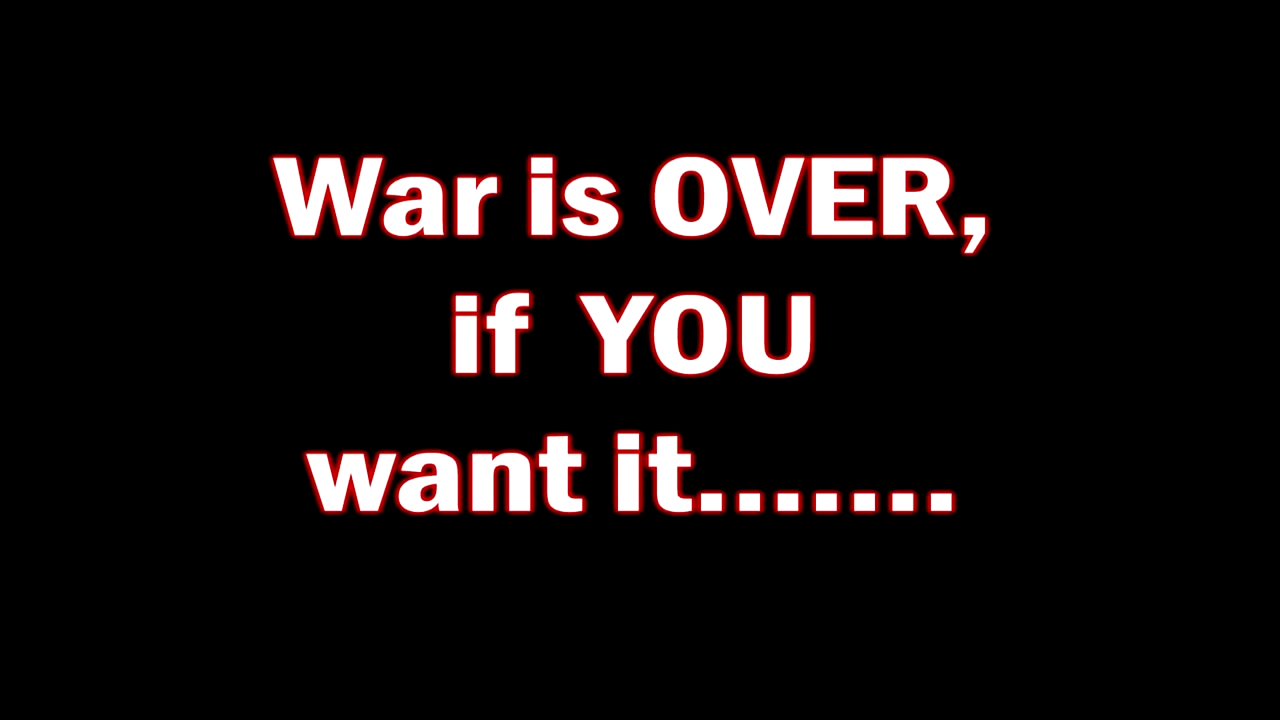 War is OVER,
if  YOU
want it.......